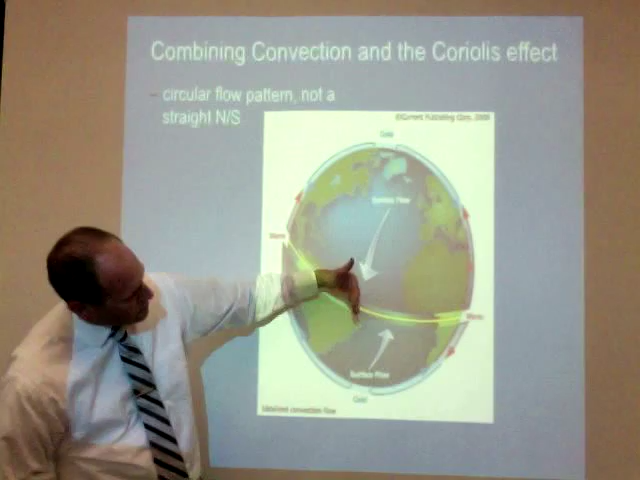 Combining Convection and the Coriolis effect
– circular flow pattern, not a
straight N/S
©Current Publishing Corp. 2008
Cold
Surface Flow
Warm
Warm
Surface Flow
Cold
Idealized convection flow